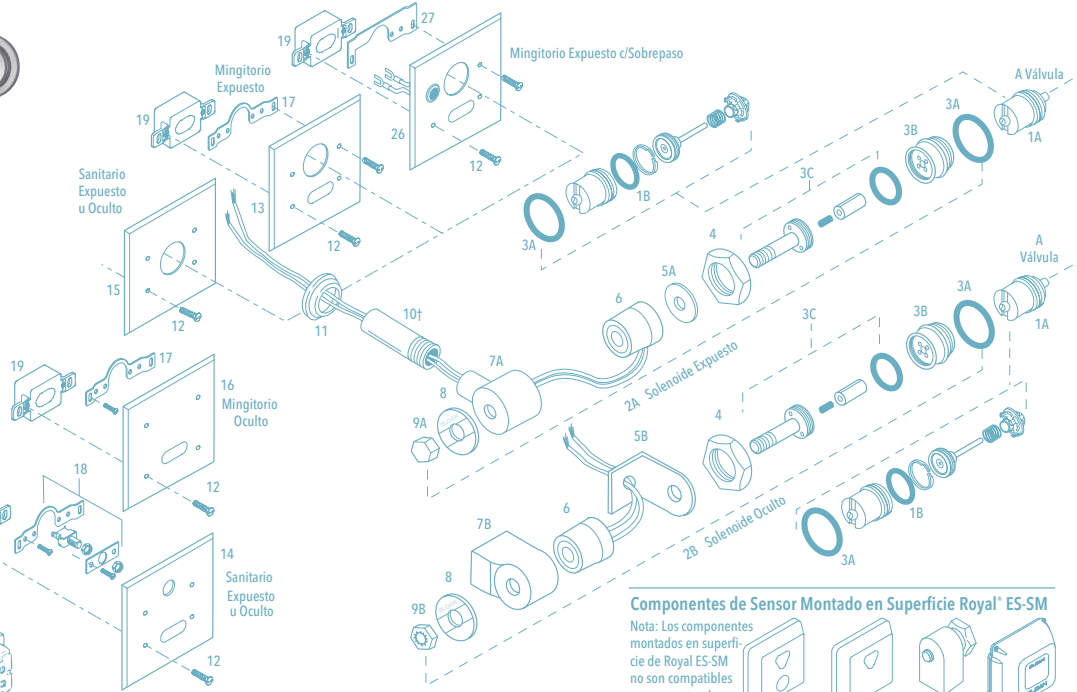 27
19
Mingitorio Expuesto c/Sobrepaso
Mingitorio
Expuesto
17
19
26
12
A Válvula
3A
1A
3B
3C
1B
3A
4
Sanitario
Expuesto
u Oculto
13
12
15
12
11
10†
5A
6
7A
8
9A
2A Solenoide Expuesto
A
Válvula
3A
1A
3B
3C
4
19
17
16
Mingitorio
Oculto
12
5B
6
7B
8
9B
2B Solenoide Oculto
1B
3A
18
14
Sanitario
Expuesto
u Oculto
12
Componentes de Sensor Montado en Superficie Royal® ES-SM
Nota: Los componentes
montados en superfi-
cie de Royal ES-SM
no son compatibles